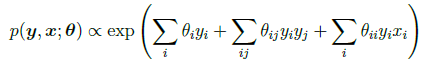 p(y, x; θ) ∝ exp ( ∑_i θ_i y_i + ∑_{ij} θ_{ij} y_i y_j + ∑_i θ_{ii} y_i x_i )